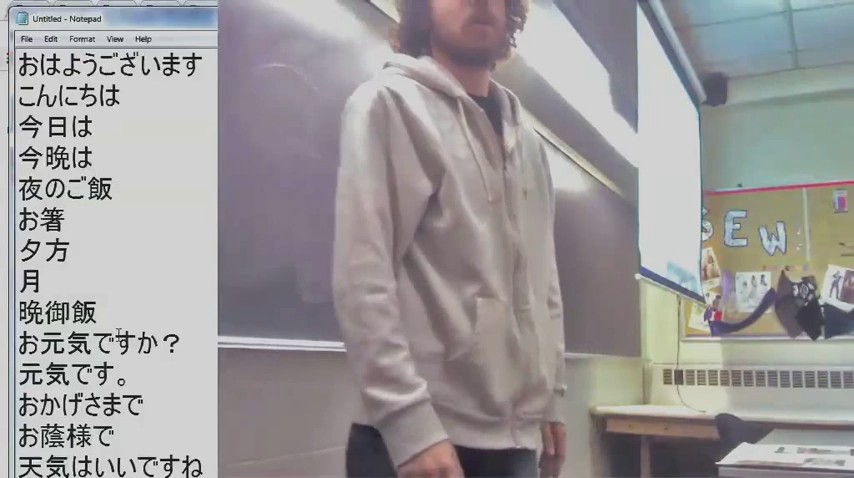 Untitled - Notepad
File Edit Format View Help
おはようございます
こんにちは
今日は
今晩は
夜のご飯
お箸
夕方
月
晩御飯
お元気ですか？
元気です。
おかげさまで
お蔭様で
天気はいいですね
SEW